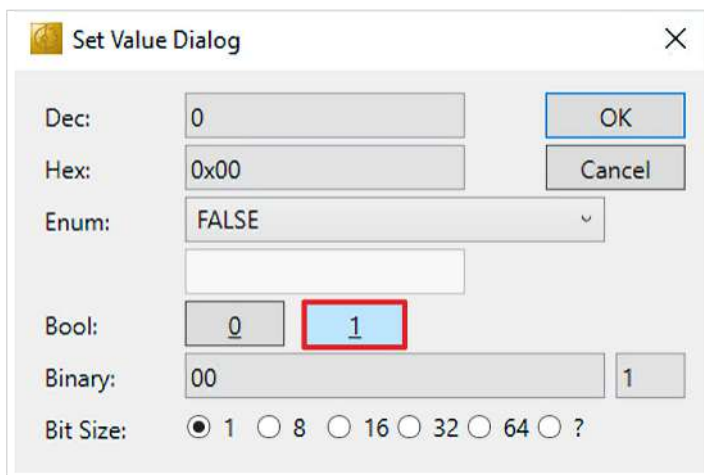 Set Value Dialog
Dec: 0 OK
Hex: 0x00 Cancel
Enum: FALSE
Bool: 0 1
Binary: 00 1
Bit Size: 1 8 16 32 64 ?